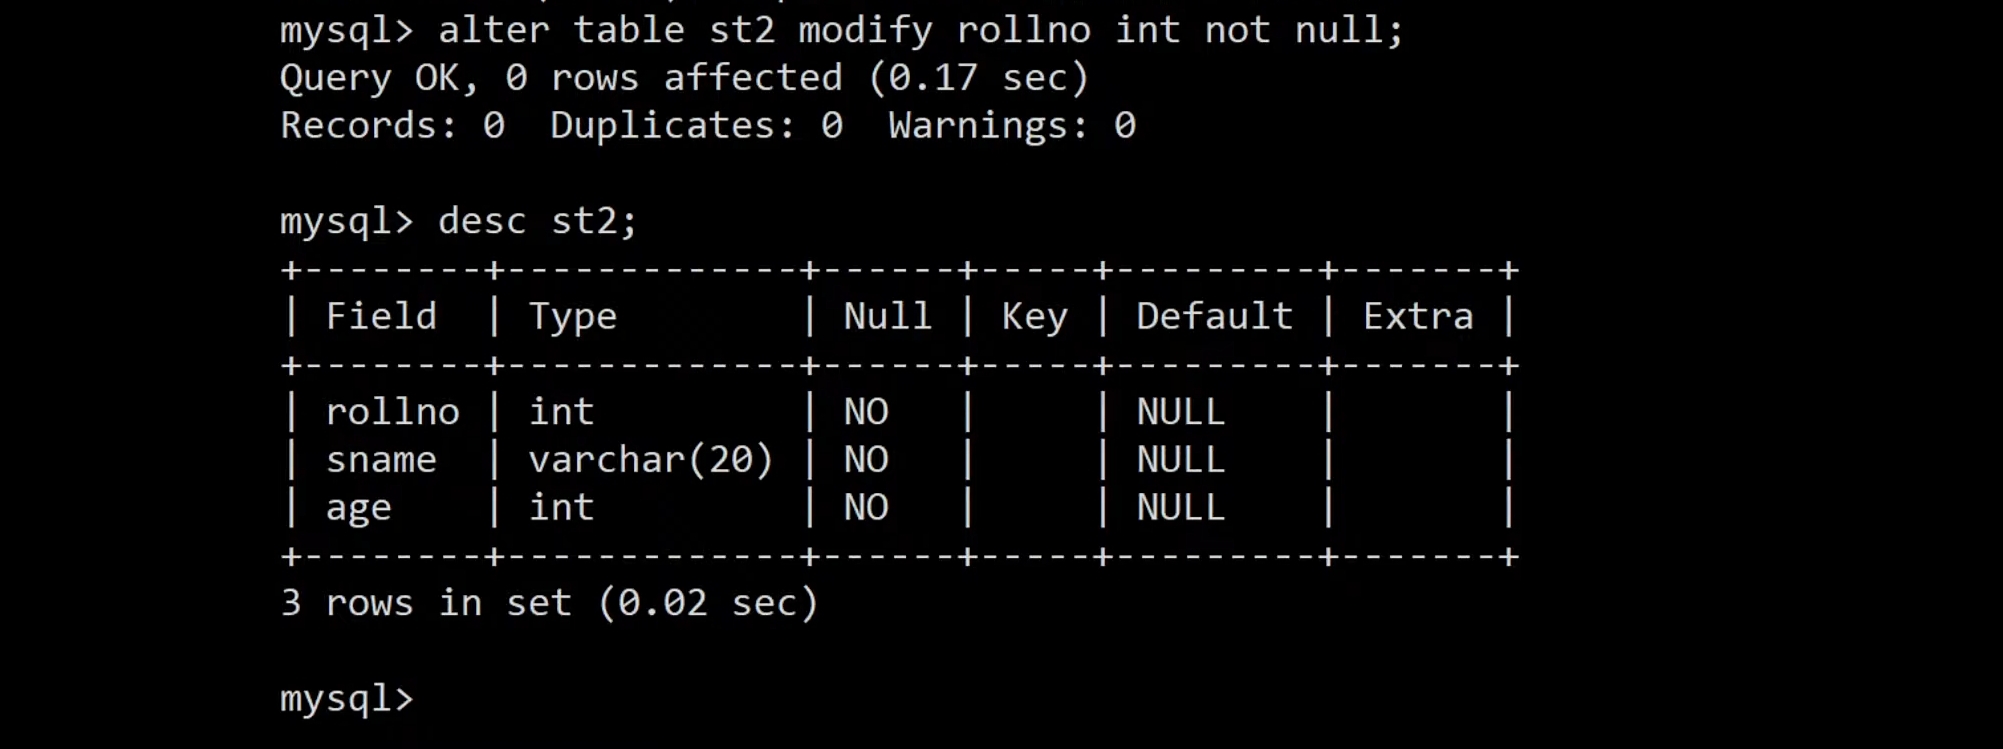 mysql> alter table st2 modify rollno int not null;
Query OK, 0 rows affected (0.17 sec)
Records: 0  Duplicates: 0  Warnings: 0
mysql> desc st2;
+--------+-------------+------+-----+---------+-------+
| Field  | Type        | Null | Key | Default | Extra |
+--------+-------------+------+-----+---------+-------+
| rollno | int         | NO   |     | NULL    |       |
| sname  | varchar(20) | NO   |     | NULL    |       |
| age    | int         | NO   |     | NULL    |       |
+--------+-------------+------+-----+---------+-------+
3 rows in set (0.02 sec)
mysql>